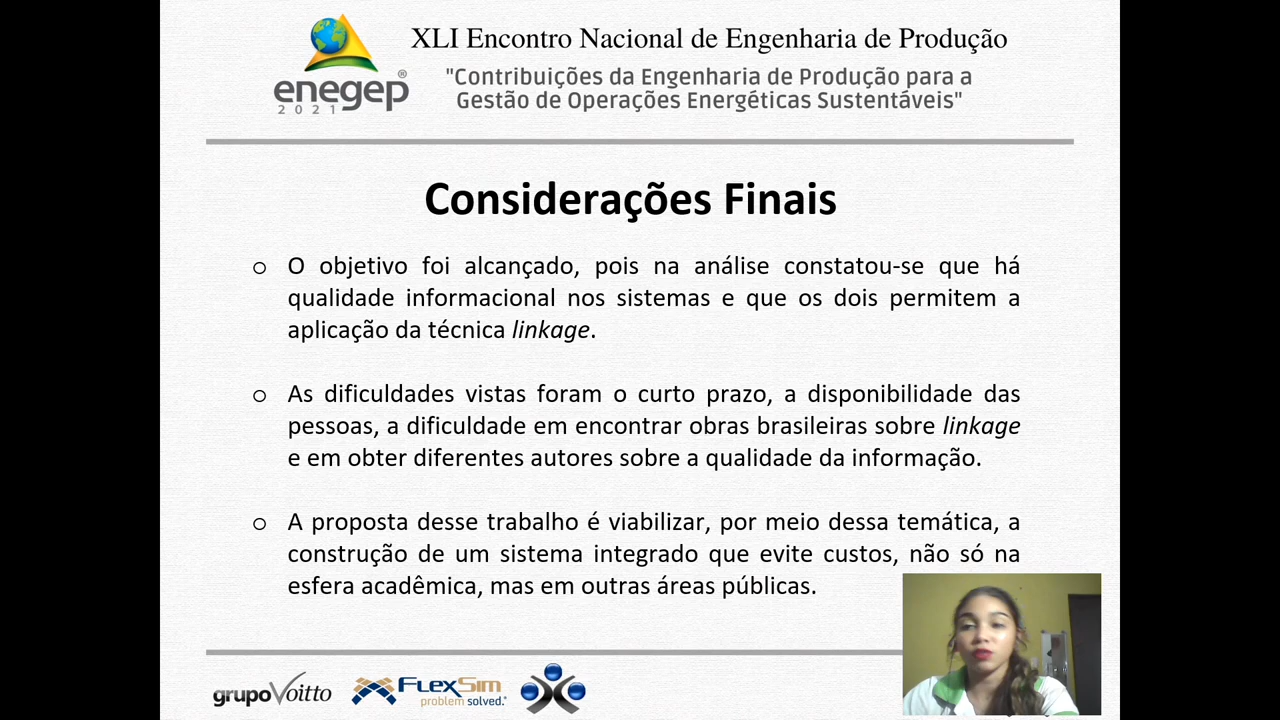 XLI Encontro Nacional de Engenharia de Produção
"Contribuições da Engenharia de Produção para a
Gestão de Operações Energéticas Sustentáveis"
enegep®
2021
Considerações Finais
O objetivo foi alcançado, pois na análise constatou-se que há
qualidade informacional nos sistemas e que os dois permitem a
aplicação da técnica linkage.
As dificuldades vistas foram o curto prazo, a disponibilidade das
pessoas, a dificuldade em encontrar obras brasileiras sobre linkage
e em obter diferentes autores sobre a qualidade da informação.
A proposta desse trabalho é viabilizar, por meio dessa temática, a
construção de um sistema integrado que evite custos, não só na
esfera acadêmica, mas em outras áreas públicas.
grupoVoitto
FlexSim
problem solved.®